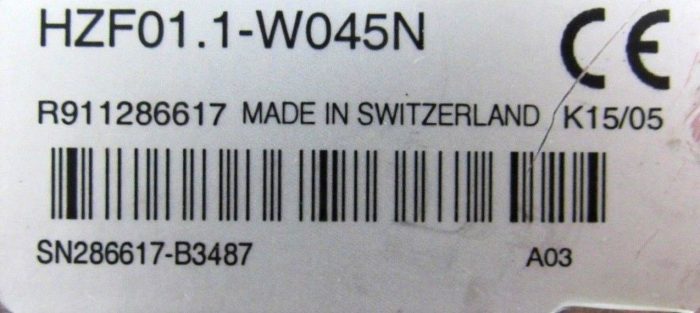 HZF01.1-W045N CE
R911286617 MADE IN SWITZERLAND K15/05
SN286617-B3487 A03